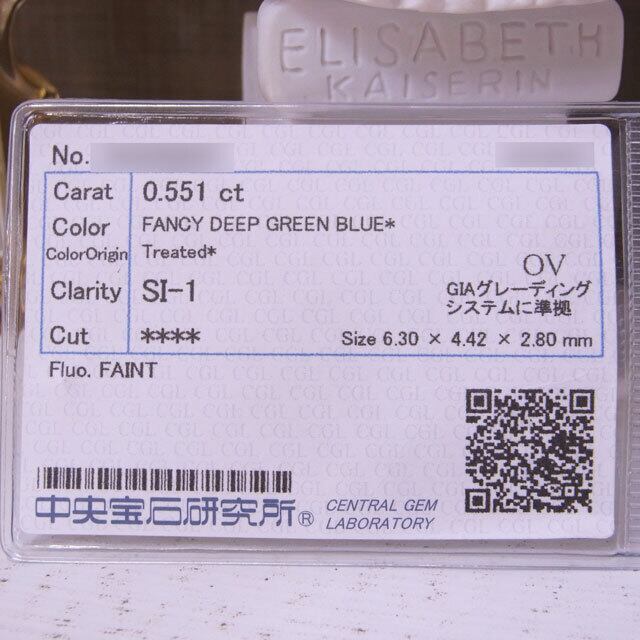 ELISABETH
KAISERIN
No.
Carat 0.551 ct
Color FANCY DEEP GREEN BLUE*
ColorOrigin Treated*
OV
Clarity SI-1
GIAグレーディング
システムに準拠
Cut ****
Size 6.30 × 4.42 × 2.80 mm
Fluo. FAINT
中央宝石研究所® CENTRAL GEM
LABORATORY